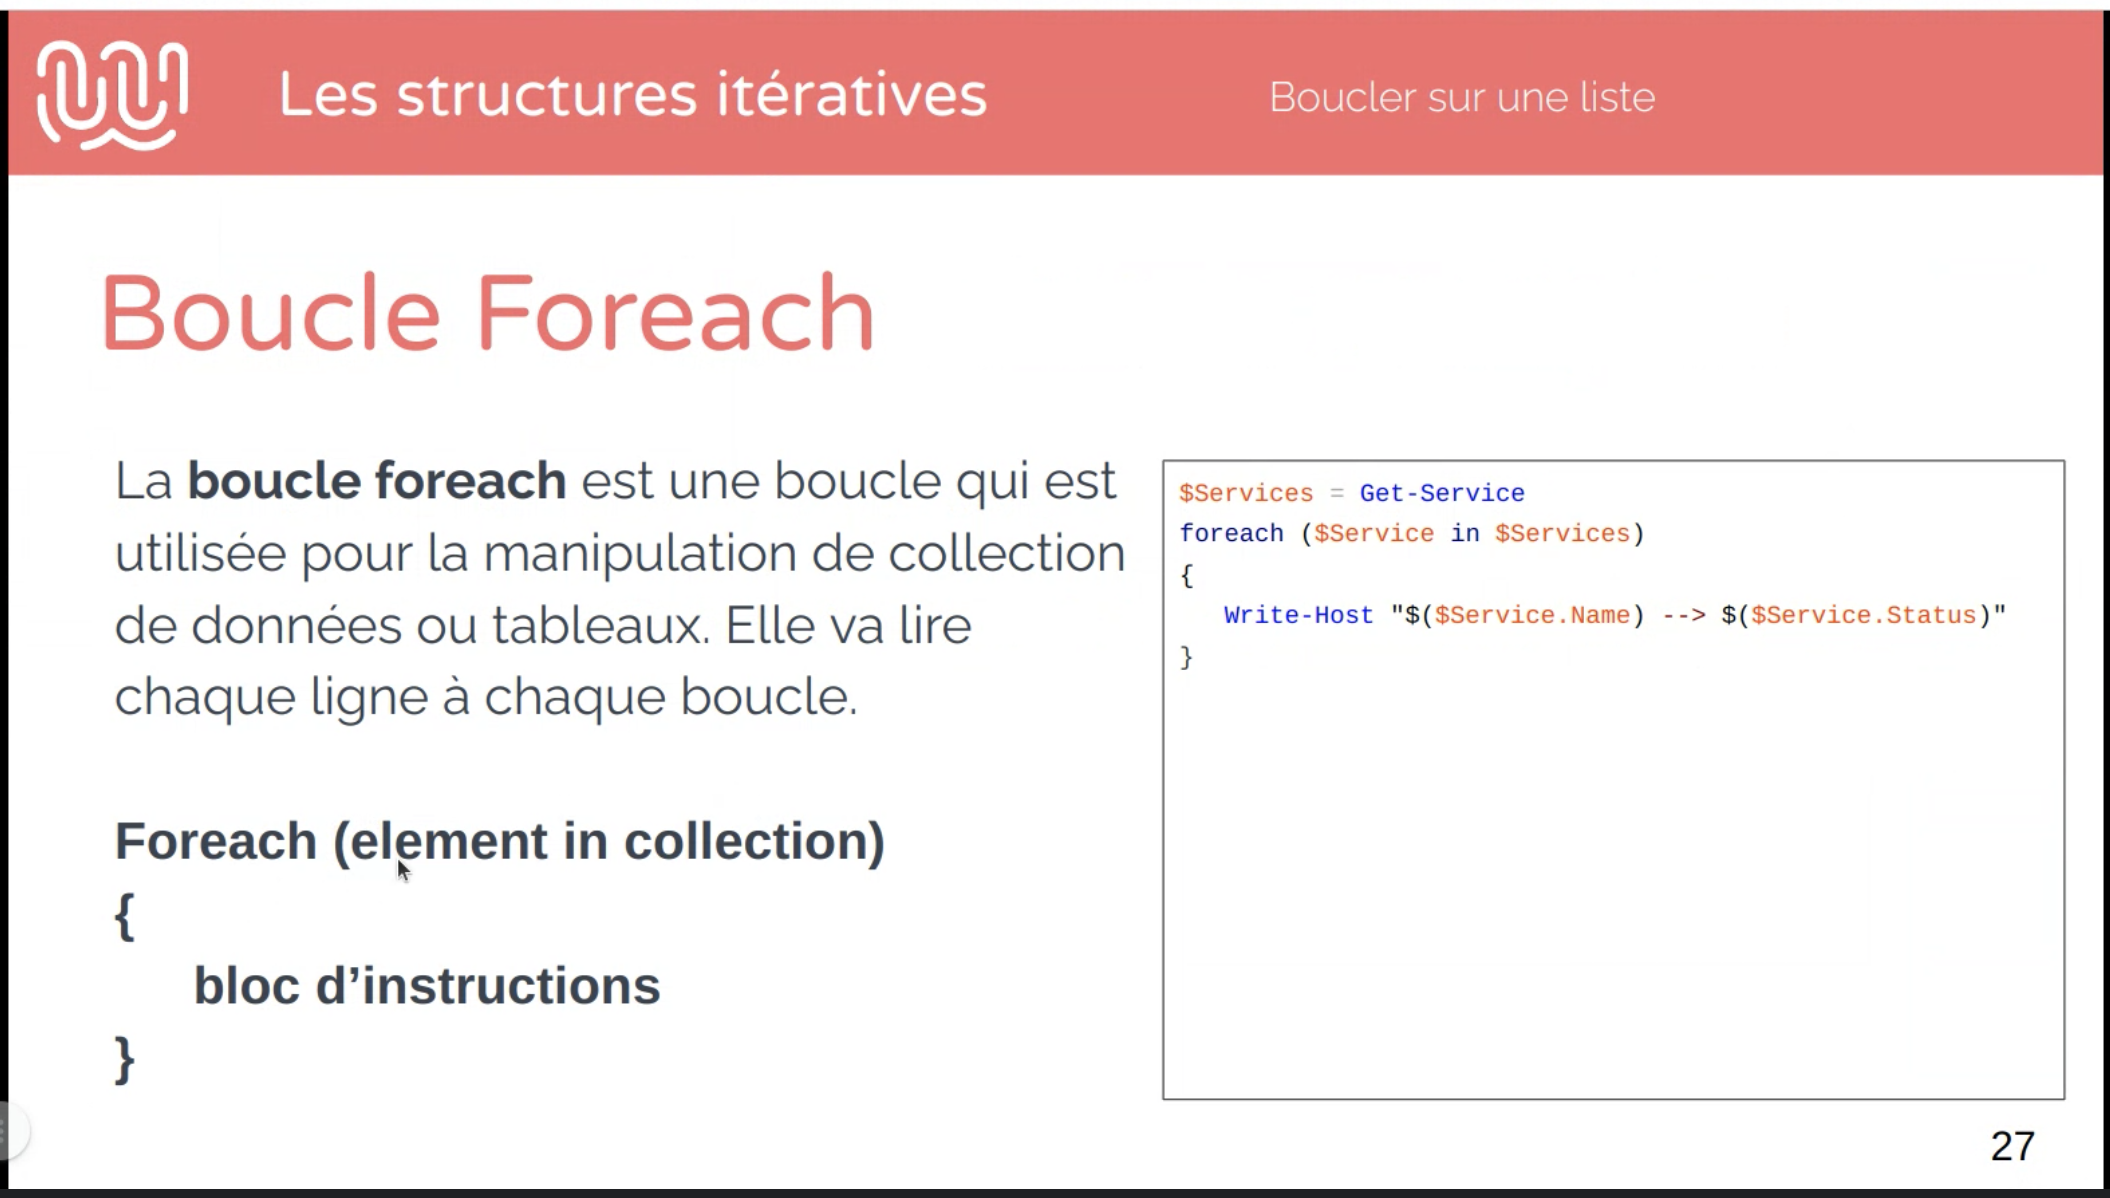 Les structures itératives
Boucler sur une liste
Boucle Foreach
La boucle foreach est une boucle qui est
utilisée pour la manipulation de collection
de données ou tableaux. Elle va lire
chaque ligne à chaque boucle.
Foreach (element in collection)
{
bloc d’instructions
}
$Services = Get-Service
foreach ($Service in $Services)
{
Write-Host "$($Service.Name) --> $($Service.Status)"
}
27